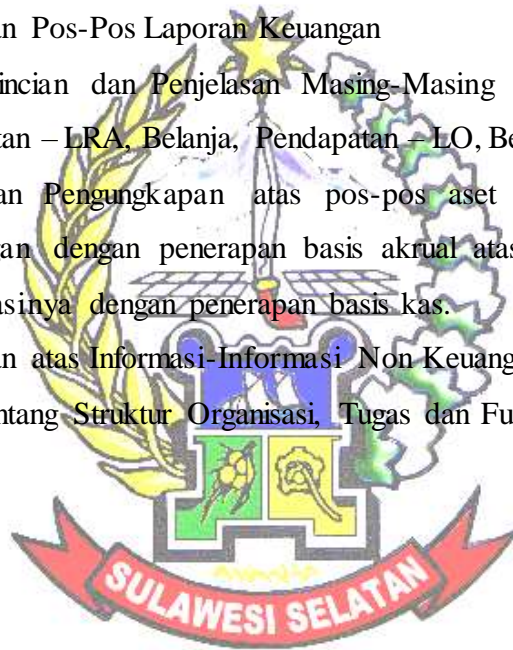 an Pos-Pos Laporan Keuangan
incian dan Penjelasan Masing-Masing
tan – LRA, Belanja, Pendapatan – LO, Be
an Pengungkapan atas pos-pos aset
ran dengan penerapan basis akrual atas
asinya dengan penerapan basis kas.
an atas Informasi-Informasi Non Keuang
ntang Struktur Organisasi, Tugas dan Fu
SULAWESI SELATAN